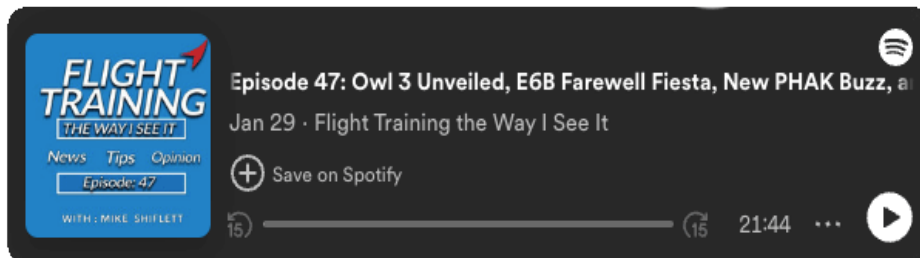 FLIGHT
TRAINING
THE WAY I SEE IT
News Tips Opinion
Episode: 47
WITH : MIKE SHIFLETT
Episode 47: Owl 3 Unveiled, E6B Farewell Fiesta, New PHAK Buzz, a
Jan 29 · Flight Training the Way I See It
Save on Spotify
15 15 21:44 ...